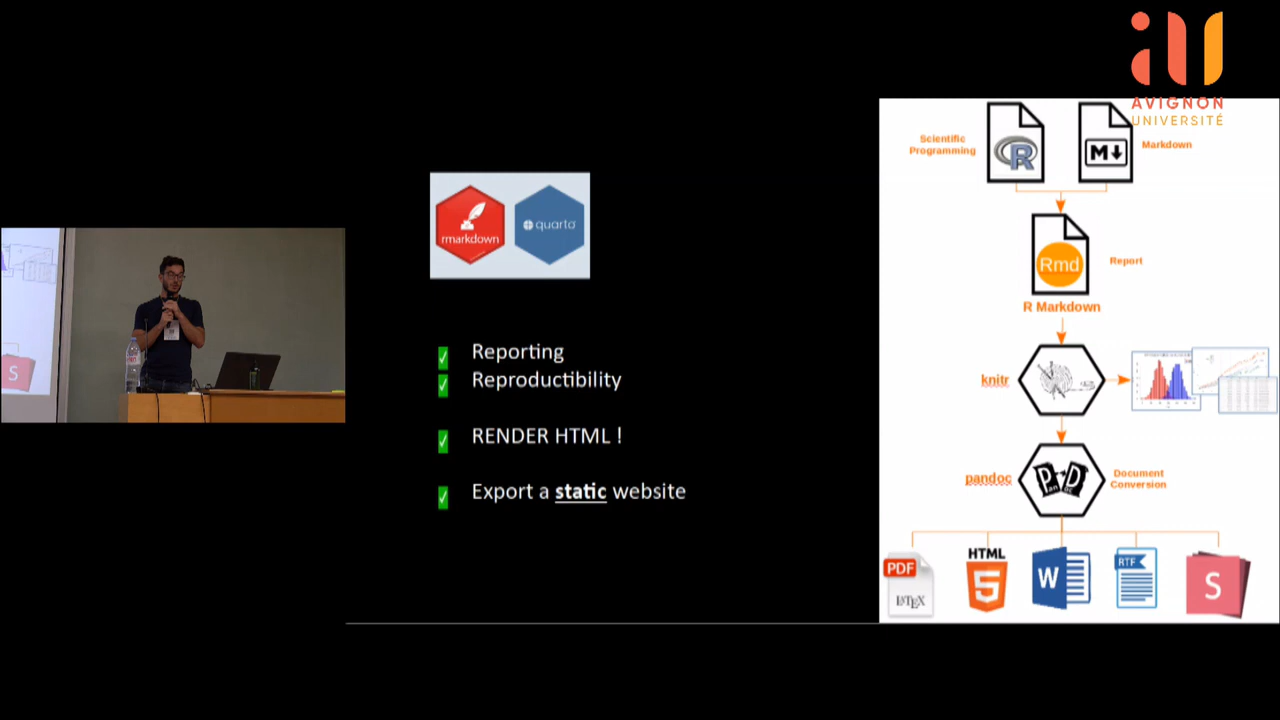 AVIGNON
UNIVERSITÉ
rmarkdown
quarto
Reporting
Reproductibility
RENDER HTML !
Export a static website
Scientific
Programming
R
M
Markdown
Rmd
Report
R Markdown
knitr
pandoc
Document
Conversion
PDF
LATEX
HTML
5
W
RTF
S
S